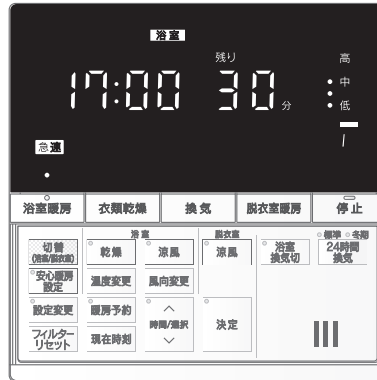 浴室
残り
高
17:00 30分
中
低
急速
浴室暖房 衣類乾燥 換気 脱衣室暖房 停止
浴室 脱衣室 標準 冬期
切替 乾燥 涼風 涼風 浴室 24時間
(浴室/脱衣室) 換気切 換気
安心暖房 温度変更 風向変更
設定
設定変更 暖房予約
時間/選択 決定
フィルター 現在時刻
リセット